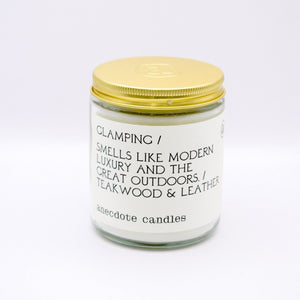 GLAMPING /
SMELLS LIKE MODERN
LUXURY AND THE
GREAT OUTDOORS. /
TEAKWOOD & LEATHER
anecdote candles